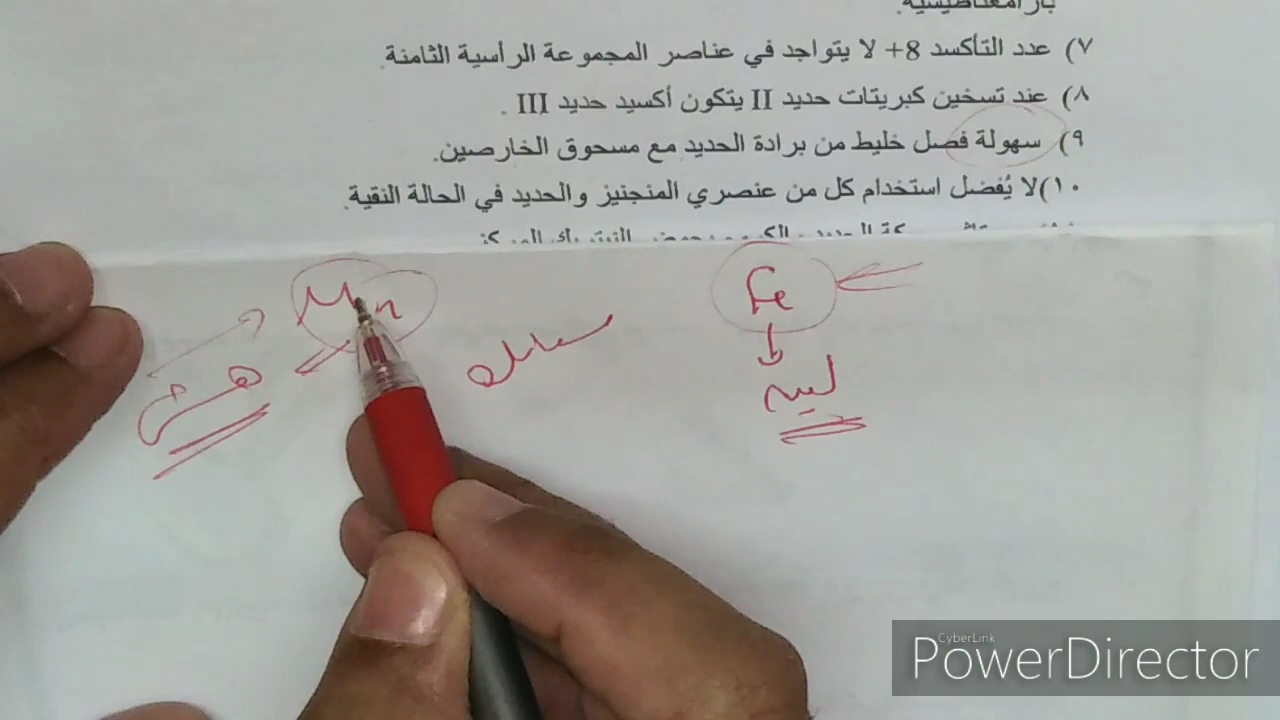 بارامغناطيسية.
٧) عدد التأكسد 8+ لا يتواجد في عناصر المجموعة الرأسية الثامنة.
٨) عند تسخين كبريتات حديد II يتكون أكسيد حديد III .
٩) سهولة فصل خليط من برادة الحديد مع مسحوق الخارصين.
١٠) لا يُفضل استخدام كل من عنصري المنجنيز والحديد في الحالة النقية.
Mn
Fe
هش
لين
CyberLink
PowerDirector